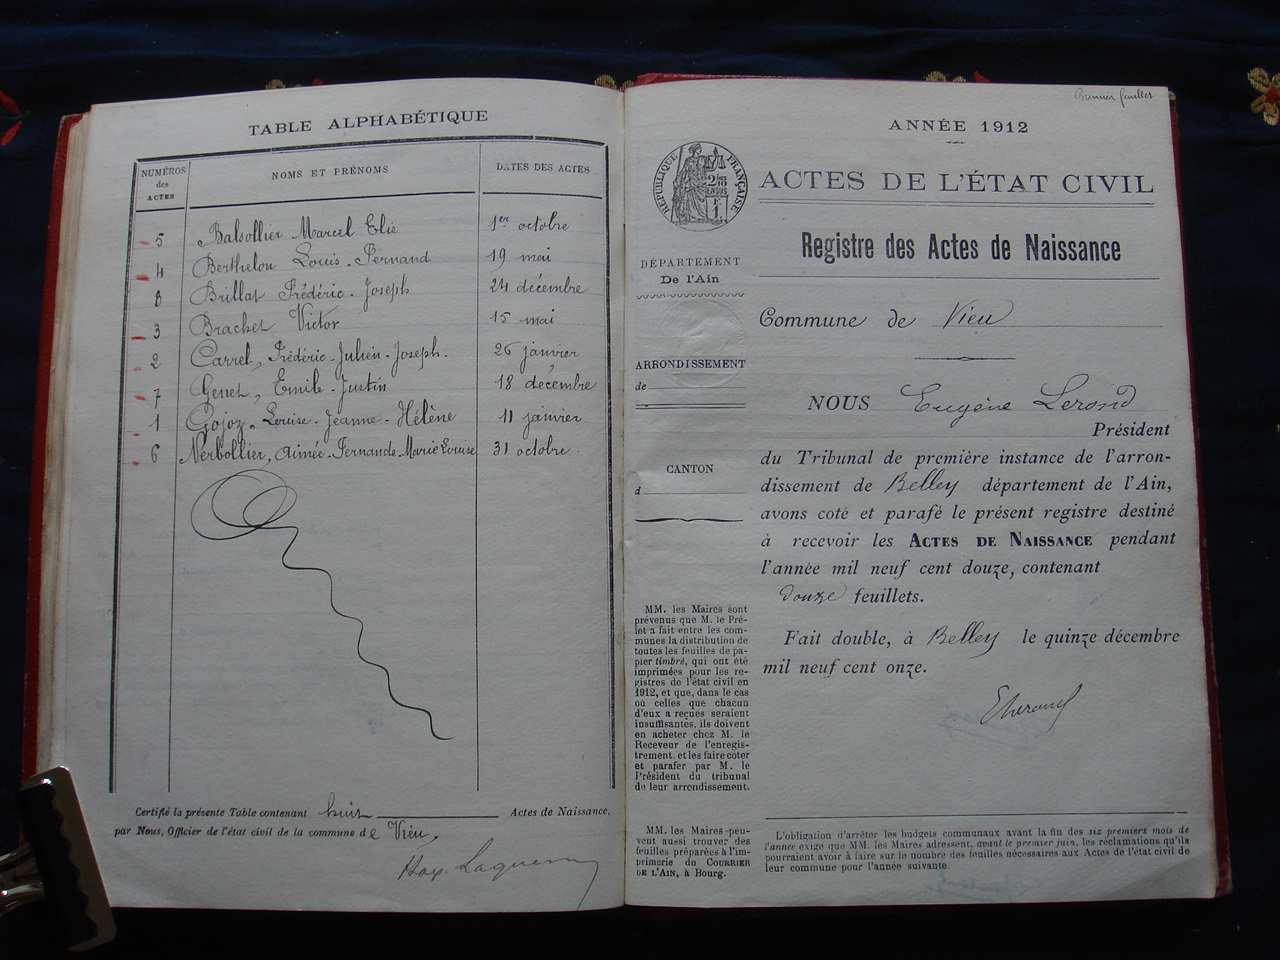 TABLE ALPHABÉTIQUE
NUMÉROS des ACTES
NOMS ET PRÉNOMS
DATES DES ACTES
5 Balsollier Marcel Elie 1er octobre
4 Berthelon Louis-Fernand 19 mai
8 Brillat Frédéric-Joseph 24 décembre
3 Brachet Victor 15 mai
2 Carrel, Frédéric-Julien-Joseph. 26 janvier
7 Genet, Emile-Justin 18 décembre
1 Gojoz-Louise-Jeanne-Hélène 11 janvier
6 Nerbollier, Aimée-Fernande-Marie Louise 31 octobre.
Certifié la présente Table contenant huit Actes de Naissance,
par Nous, Officier de l'état civil de la commune de Vieu,
Premier feuillet
ANNÉE 1912
RÉPUBLIQUE FRANÇAISE
ACTES DE L'ÉTAT CIVIL
Registre des Actes de Naissance
DÉPARTEMENT
De l'Ain
ARRONDISSEMENT
de
CANTON
d
Commune de Vieu
NOUS Eugène Lerond
Président
du Tribunal de première instance de l'arron-
dissement de Belley département de l'Ain,
avons coté et parafé le présent registre destiné
à recevoir les ACTES DE NAISSANCE pendant
l'année mil neuf cent douze, contenant
douze feuillets.
Fait double, à Belley le quinze décembre
mil neuf cent onze.
MM. les Maires sont
prévenus que M. le Pré-
fet a fait entre les com-
munes la distribution de
toutes les feuilles de pa-
pier timbré, qui ont été
imprimées pour les re-
gistres de l'état civil en
1912, et que, dans le cas
où celles que chacun
d'eux a reçues seraient
insuffisantes, ils doivent
en acheter chez M. le
Receveur de l'enregis-
trement, et les faire coter
et parafer par M. le
Président du tribunal
de leur arrondissement.
MM. les Maires peu-
vent aussi trouver des
feuilles préparées à l'im-
primerie du COURRIER
DE L'AIN, à Bourg.
L'obligation d'arrêter les budgets communaux avant la fin des six premiers mois de
l'année exige que MM. les Maires adressent, avant le premier juin, les réclamations qu'ils
pourraient avoir à faire sur le nombre des feuilles nécessaires aux Actes de l'état civil de
leur commune pour l'année suivante.